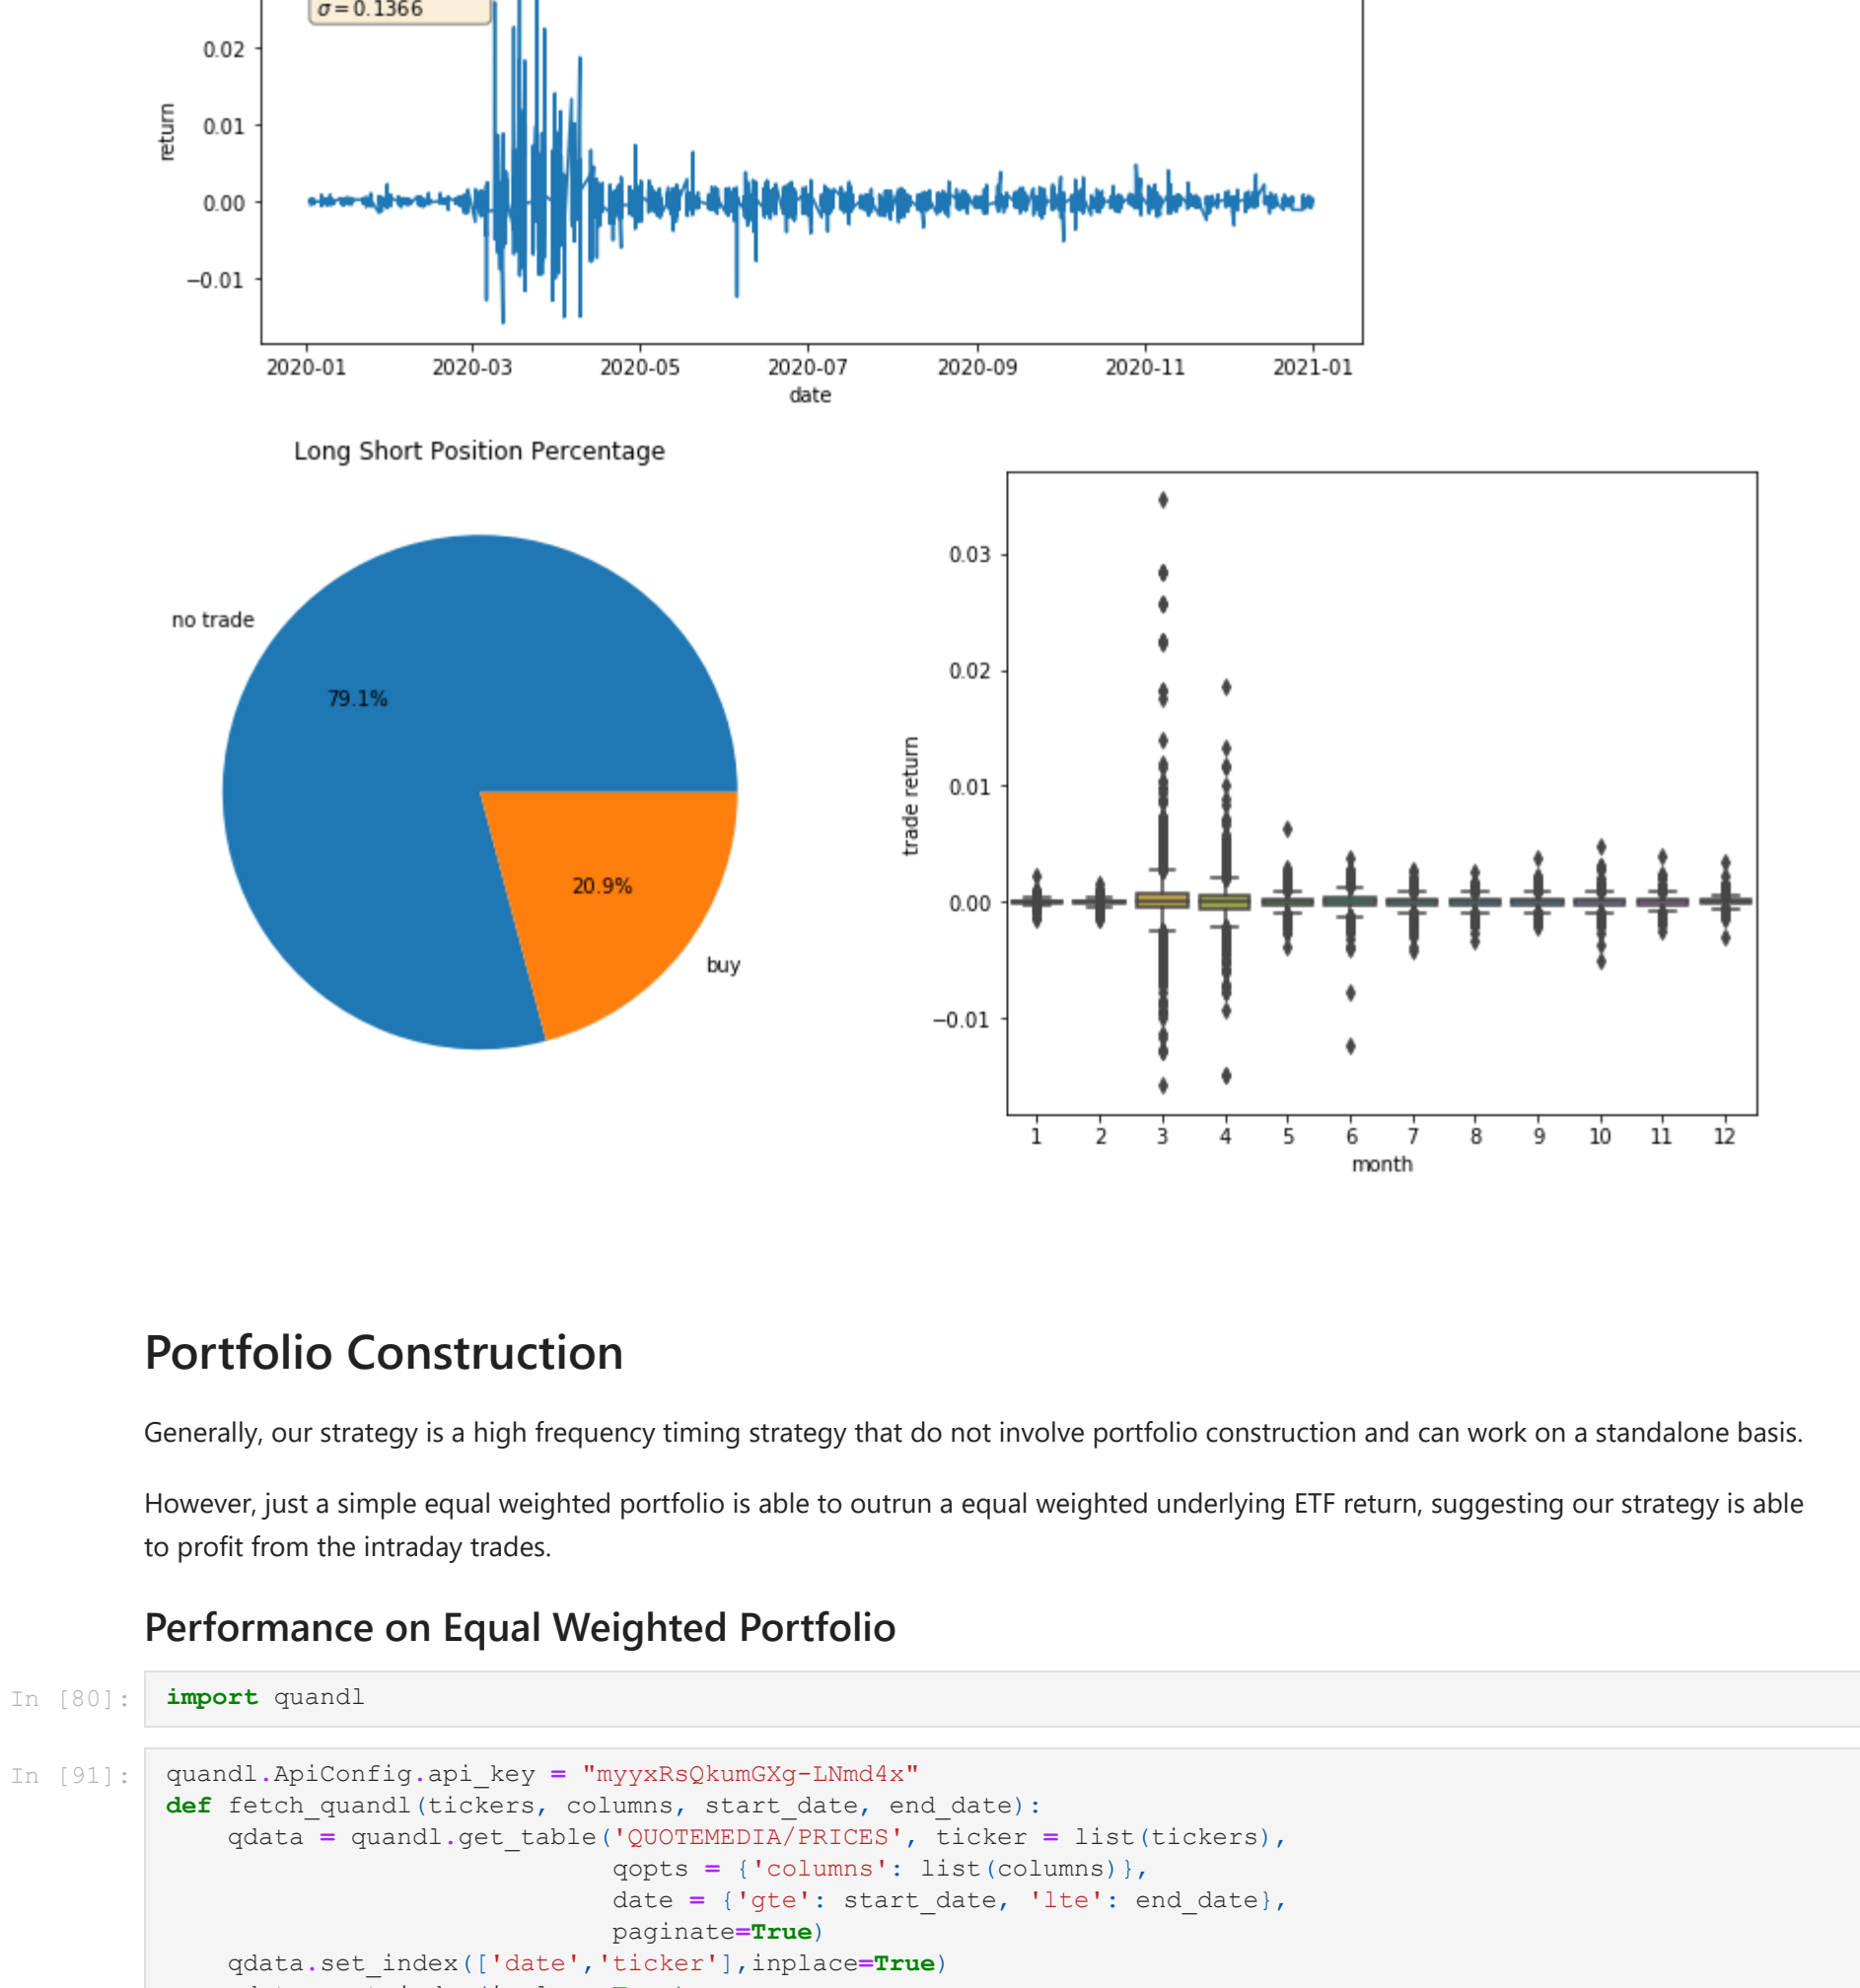 σ = 0.1366
0.02
0.01
0.00
−0.01
return
2020-01 2020-03 2020-05 2020-07 2020-09 2020-11 2021-01
date
Long Short Position Percentage
no trade
79.1%
20.9%
buy
0.03
0.02
0.01
0.00
−0.01
trade return
1 2 3 4 5 6 7 8 9 10 11 12
month
Portfolio Construction
Generally, our strategy is a high frequency timing strategy that do not involve portfolio construction and can work on a standalone basis.
However, just a simple equal weighted portfolio is able to outrun a equal weighted underlying ETF return, suggesting our strategy is able
to profit from the intraday trades.
Performance on Equal Weighted Portfolio
In [80]: import quandl
In [91]: quandl.ApiConfig.api_key = "myyxRsQkumGXg-LNmd4x"
def fetch_quandl(tickers, columns, start_date, end_date):
    qdata = quandl.get_table('QUOTEMEDIA/PRICES', ticker = list(tickers),
                             qopts = {'columns': list(columns)},
                             date = {'gte': start_date, 'lte': end_date},
                             paginate=True)
    qdata.set_index(['date','ticker'],inplace=True)